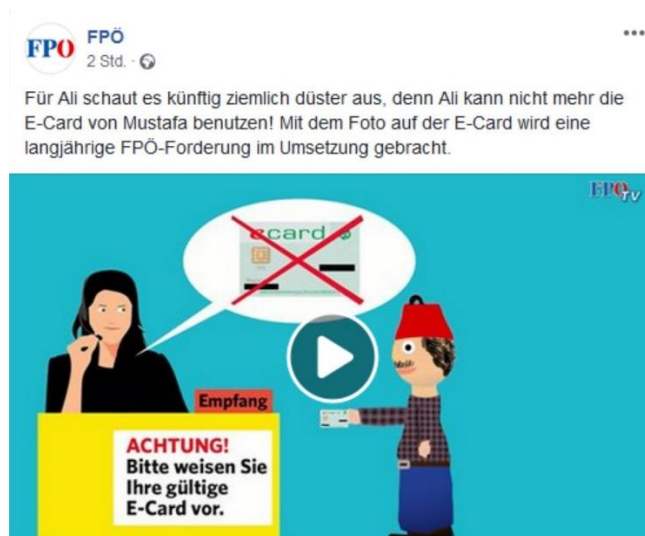 FPÖ
FPÖ
2 Std.
Für Ali schaut es künftig ziemlich düster aus, denn Ali kann nicht mehr die
E-Card von Mustafa benutzen! Mit dem Foto auf der E-Card wird eine
langjährige FPÖ-Forderung im Umsetzung gebracht.
FPÖ TV
ecard
Empfang
ACHTUNG!
Bitte weisen Sie
Ihre gültige
E-Card vor.